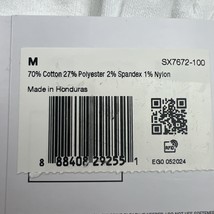 M SX7672-100
70% Cotton 27% Polyester 2% Spandex 1% Nylon
Made in Honduras
8 88408 29255 1
EG0 052024